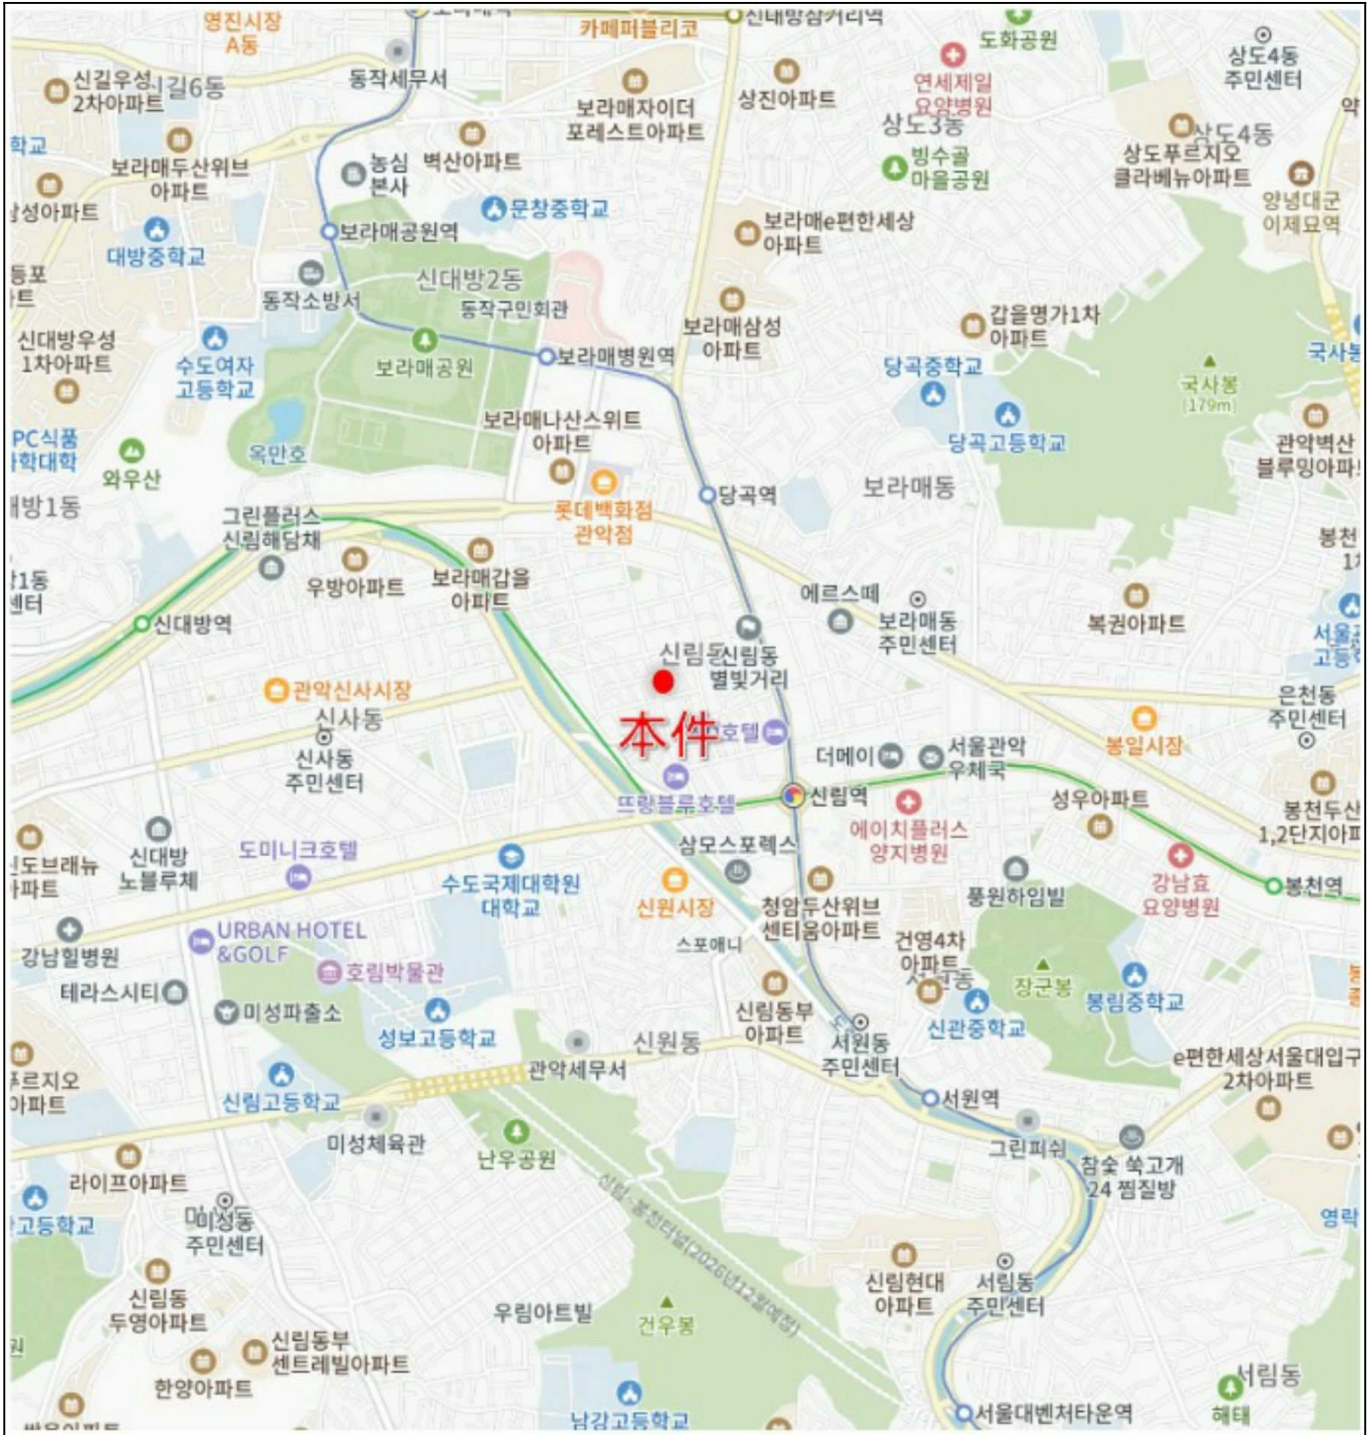 영진시장
A동
카페퍼블리코
신대방삼거리역
도화공원
상도4동
주민센터
동작세무서
신길우성
2차아파트
보라매자이더
포레스트아파트
상진아파트
연세제일
요양병원
상도3동
상도4동
상도푸르지오
클라베뉴아파트
학교
보라매두산위브
아파트
농심
본사
벽산아파트
빙수골
마을공원
양녕대군
이제묘역
문창중학교
대방중학교
보라매공원역
보라매e편한세상
아파트
동작소방서
신대방2동
동작구민회관
신대방우성
1차아파트
수도여자
고등학교
보라매공원
보라매병원역
보라매삼성
아파트
갑을명가1차
아파트
당곡중학교
국사봉
(179m)
당곡고등학교
보라매나산스위트
아파트
관악벽산
와우산
옥만호
롯데백화점
관악점
당곡역
보라매동
그린플러스
신림해담채
우방아파트
보라매갑을
아파트
신대방역
에르스떼
보라매동
주민센터
복권아파트
신림동
별빛거리
관악신사시장
신사동
신사동
주민센터
本件
은천동
주민센터
봉일시장
더메이
서울관악
우체국
뜨랑블루호텔
신림역
성우아파트
봉천두산
에이치플러스
양지병원
신대방
노블루체
도미니크호텔
수도국제대학원
대학교
삼모스포렉스
신원시장
청암두산위브
센티움아파트
풍원하임빌
강남효
요양병원
봉천역
강남힐병원
URBAN HOTEL
&GOLF
호림박물관
스포애니
건영4차
아파트
장군봉
봉림중학교
테라스시티
미성파출소
성보고등학교
신림동부
아파트
신관중학교
신원동
관악세무서
서원동
주민센터
e편한세상서울대입구
2차아파트
신림고등학교
미성체육관
난우공원
서원역
그린피쉬
참숯 쑥고개
24 찜질방
라이프아파트
미성동
주민센터
신림-봉천터널(2026년12월예정)
신림동
두영아파트
우림아트빌
건우봉
신림현대
아파트
서림동
주민센터
신림동부
센트레빌아파트
한양아파트
서림동
해태
남강고등학교
서울대벤처타운역